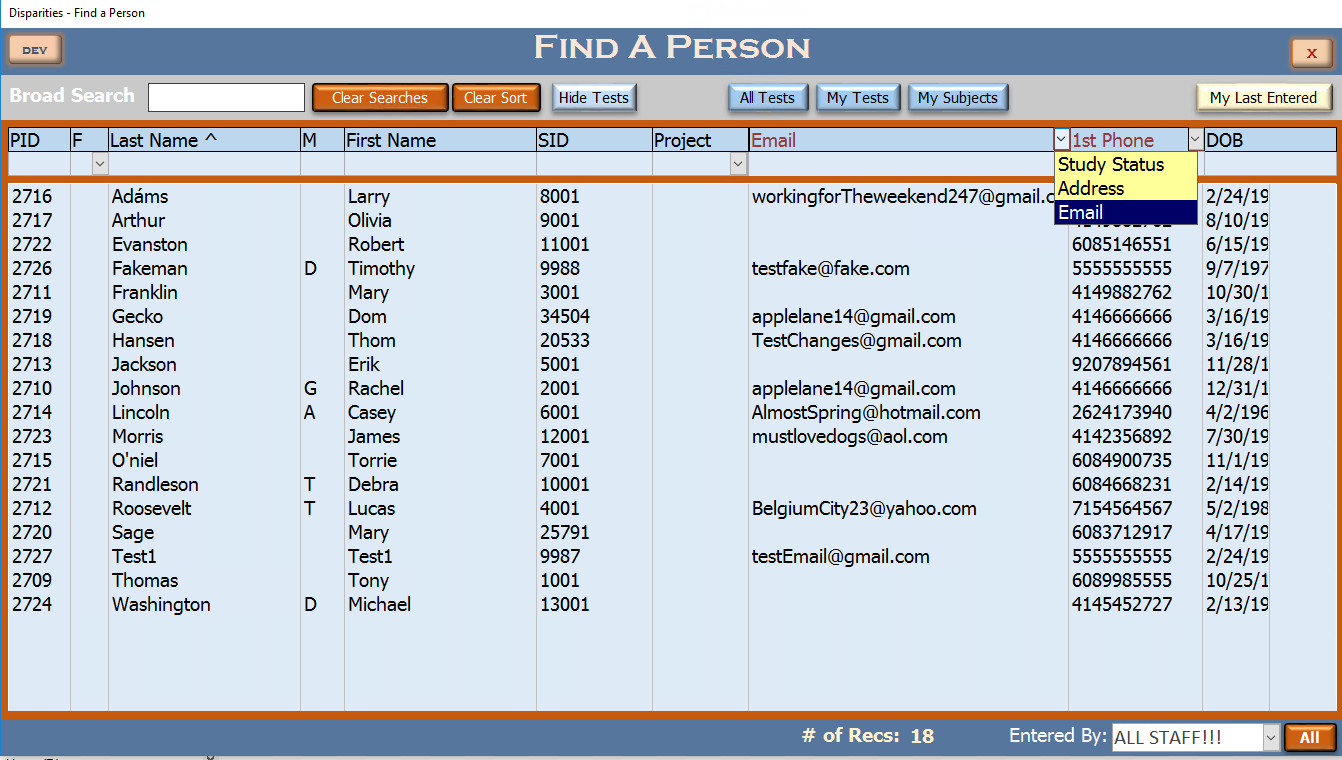 Disparities - Find a Person
DEV FIND A PERSON X
Broad Search Clear Searches Clear Sort Hide Tests All Tests My Tests My Subjects My Last Entered
PID F Last Name ^ M First Name SID Project Email 1st Phone DOB
Study Status
Address
Email
2716 Adáms Larry 8001 workingforTheweekend247@gmail.c 2/24/19
2717 Arthur Olivia 9001 8/10/19
2722 Evanston Robert 11001 6085146551 6/15/19
2726 Fakeman D Timothy 9988 testfake@fake.com 5555555555 9/7/197
2711 Franklin Mary 3001 4149882762 10/30/1
2719 Gecko Dom 34504 applelane14@gmail.com 4146666666 3/16/19
2718 Hansen Thom 20533 TestChanges@gmail.com 4146666666 3/16/19
2713 Jackson Erik 5001 9207894561 11/28/1
2710 Johnson G Rachel 2001 applelane14@gmail.com 4146666666 12/31/1
2714 Lincoln A Casey 6001 AlmostSpring@hotmail.com 2624173940 4/2/196
2723 Morris James 12001 mustlovedogs@aol.com 4142356892 7/30/19
2715 O'niel Torrie 7001 6084900735 11/1/19
2721 Randleson T Debra 10001 6084668231 2/14/19
2712 Roosevelt T Lucas 4001 BelgiumCity23@yahoo.com 7154564567 5/2/198
2720 Sage Mary 25791 6083712917 4/17/19
2727 Test1 Test1 9987 testEmail@gmail.com 5555555555 2/24/19
2709 Thomas Tony 1001 6089985555 10/25/1
2724 Washington D Michael 13001 4145452727 2/13/19
# of Recs: 18 Entered By: ALL STAFF!!! All